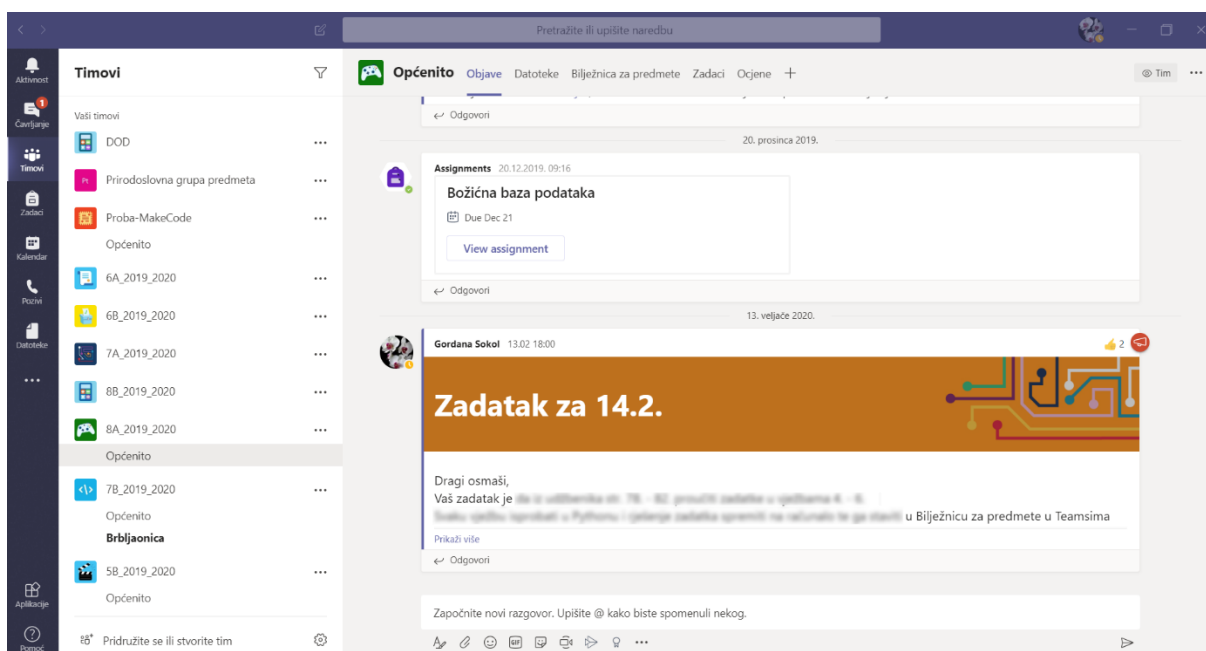 Pretražite ili upišite naredbu
Aktivnost
Čavrljanje
1
Timovi
Zadaci
Kalendar
Pozivi
Datoteke
Aplikacije
Pomoć
Timovi
Vaši timovi
DOD
Pt
Prirodoslovna grupa predmeta
Proba-MakeCode
Općenito
6A_2019_2020
6B_2019_2020
7A_2019_2020
8B_2019_2020
8A_2019_2020
Općenito
7B_2019_2020
Općenito
Brbljaonica
5B_2019_2020
Općenito
Pridružite se ili stvorite tim
Općenito Objave Datoteke Bilježnica za predmete Zadaci Ocjene
Tim
Odgovori
20. prosinca 2019.
Assignments 20.12.2019. 09:16
Božićna baza podataka
Due Dec 21
View assignment
Odgovori
13. veljače 2020.
Gordana Sokol 13.02 18:00
2
Zadatak za 14.2.
Dragi osmaši,
Vaš zadatak je
u Bilježnicu za predmete u Teamsima
Prikaži više
Odgovori
Započnite novi razgovor. Upišite @ kako biste spomenuli nekog.
GIF